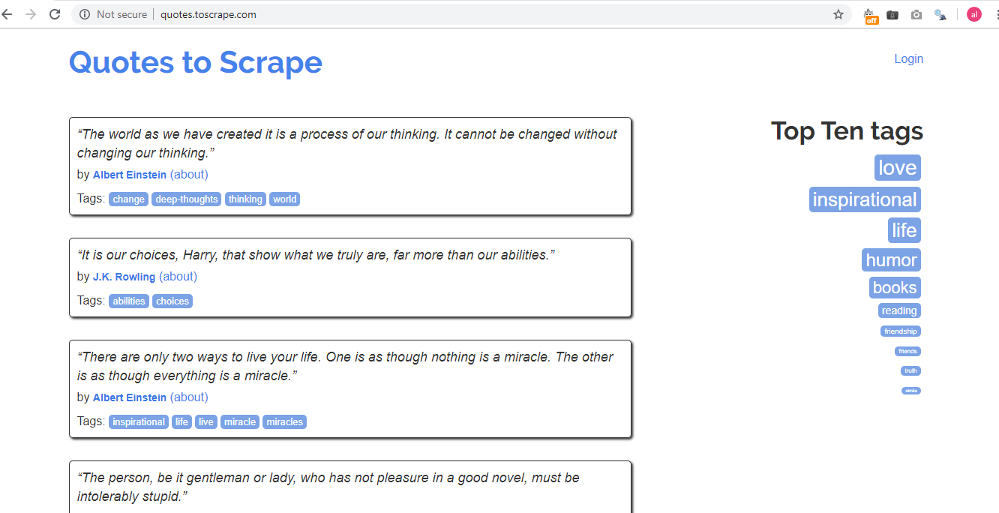 Not secure | quotes.toscrape.com
off
al
Quotes to Scrape
Login
“The world as we have created it is a process of our thinking. It cannot be changed without
changing our thinking.”
by Albert Einstein (about)
Tags: change deep-thoughts thinking world
“It is our choices, Harry, that show what we truly are, far more than our abilities.”
by J.K. Rowling (about)
Tags: abilities choices
“There are only two ways to live your life. One is as though nothing is a miracle. The other
is as though everything is a miracle.”
by Albert Einstein (about)
Tags: inspirational life live miracle miracles
“The person, be it gentleman or lady, who has not pleasure in a good novel, must be
intolerably stupid.”
Top Ten tags
love
inspirational
life
humor
books
reading
friendship
friends
truth
simile